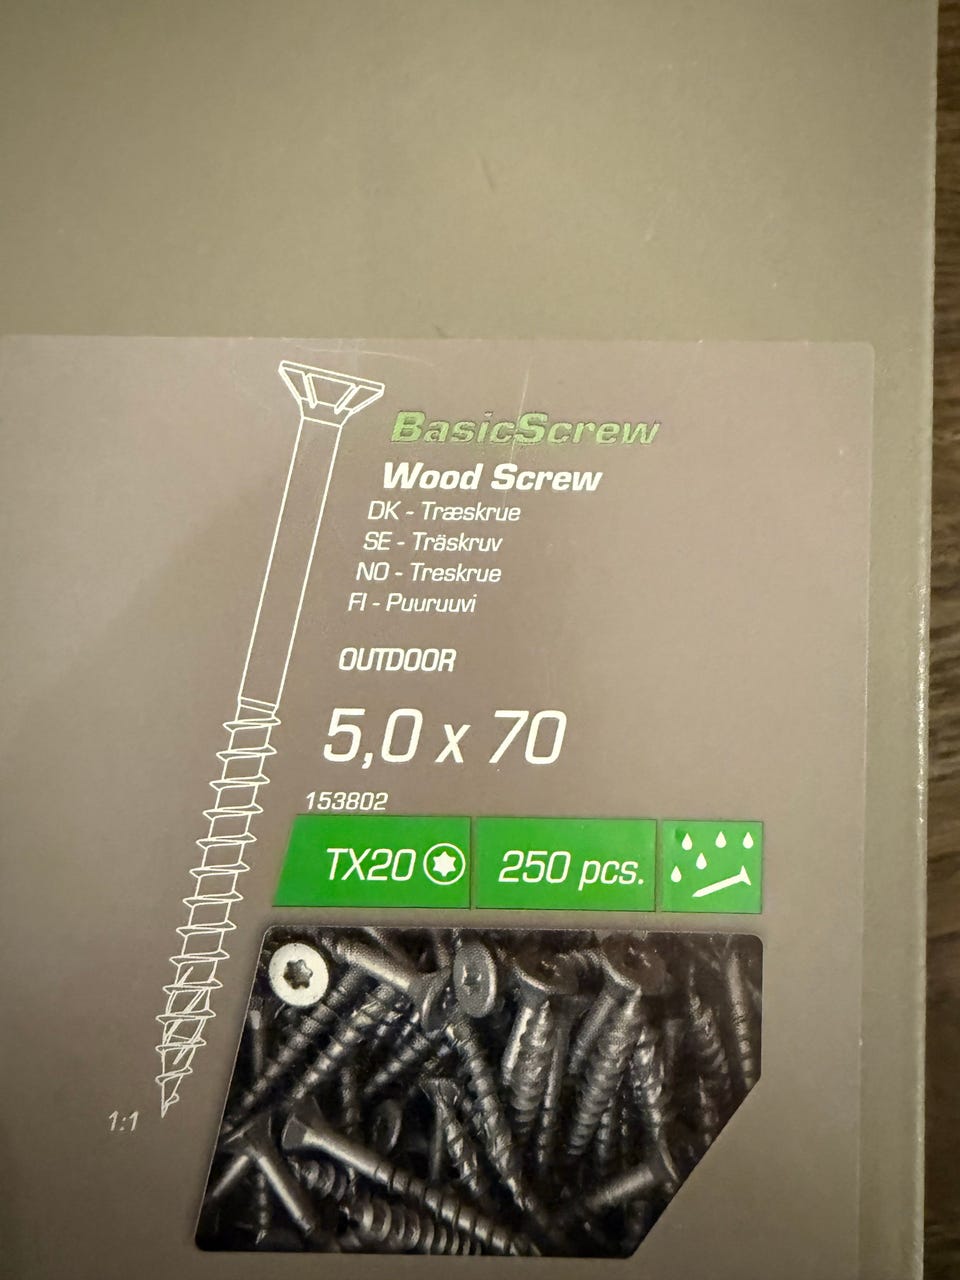 BasicScrew
Wood Screw
DK - Træskrue
SE - Träskruv
NO - Treskrue
FI - Puuruuvi
OUTDOOR
5,0 x 70
153802
TX20
250 pcs.
1:1